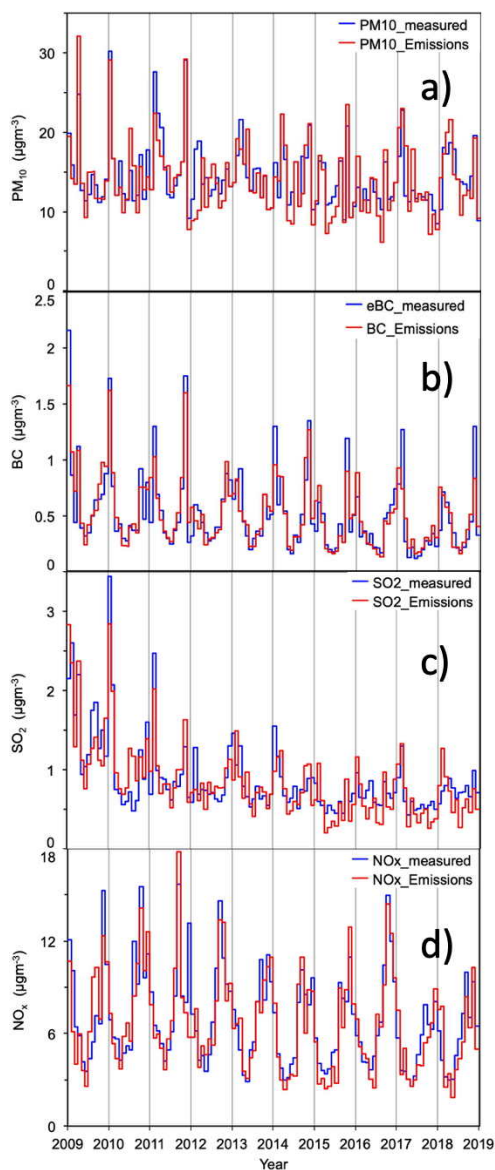 PM10_measured
PM10_Emissions
a)
30
20
10
0
PM10 (µgm-3)
eBC_measured
BC_Emissions
b)
2.5
2
1.5
1
0.5
0
BC (µgm-3)
SO2_measured
SO2_Emissions
c)
3
2
1
0
SO2 (µgm-3)
NOx_measured
NOx_Emissions
d)
18
12
6
0
NOx (µgm-3)
2009 2010 2011 2012 2013 2014 2015 2016 2017 2018 2019
Year